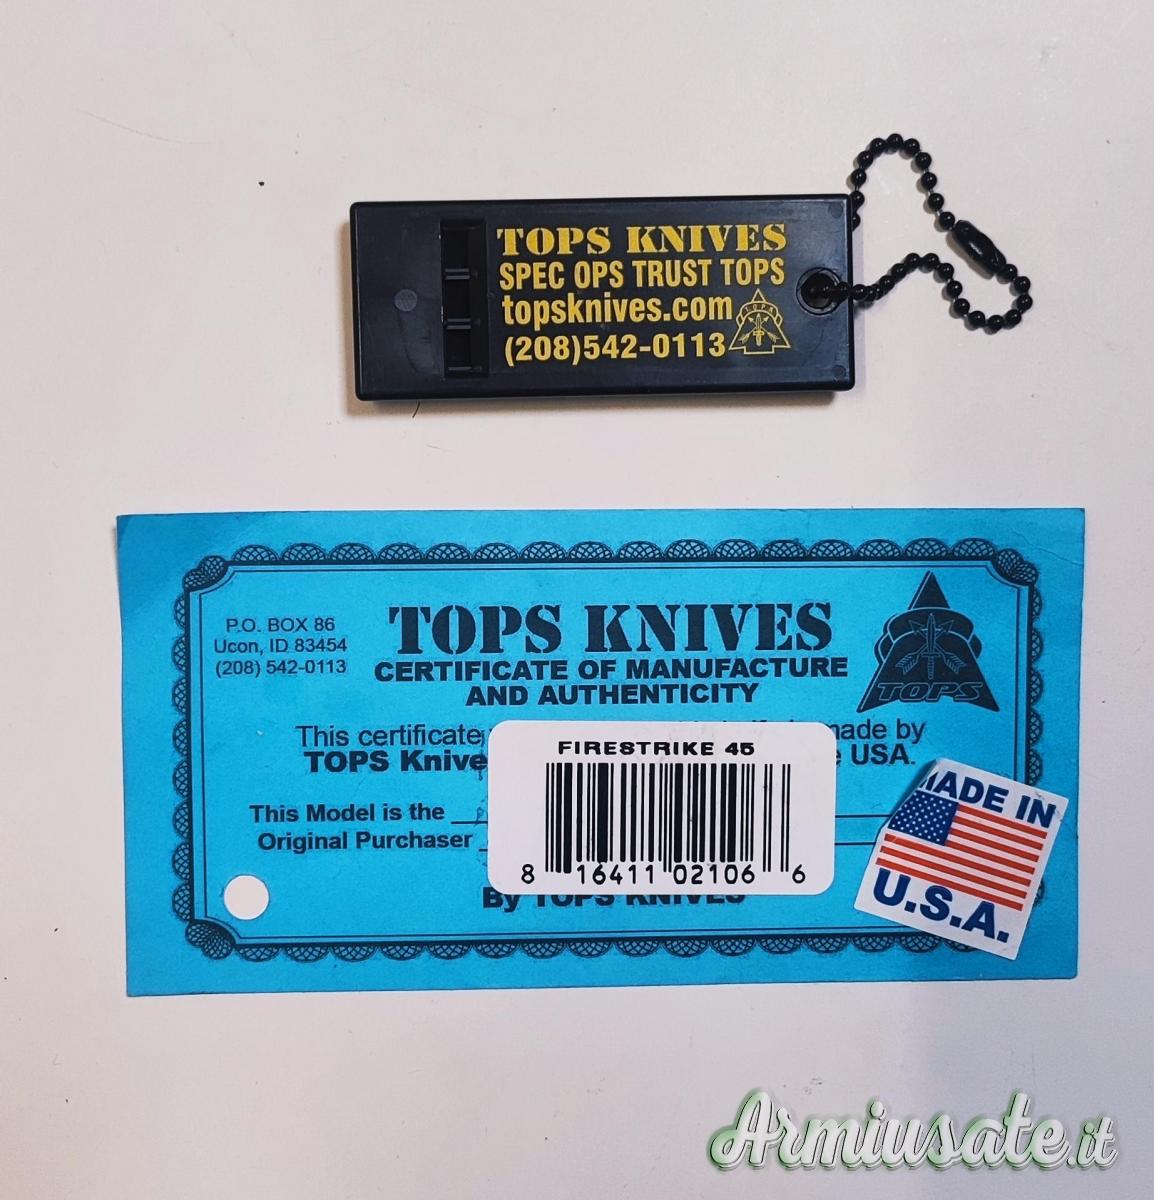 TOPS KNIVES
SPEC OPS TRUST TOPS
topsknives.com
TOPS
(208)542-0113
P.O. BOX 86
Ucon, ID 83454
(208) 542-0113
TOPS KNIVES
CERTIFICATE OF MANUFACTURE
AND AUTHENTICITY
TOPS
This certificate made by
TOPS Knive USA.
This Model is the
Original Purchaser
By TOPS KNIVES
FIRESTRIKE 45
8 16411 02106 6
MADE IN
U.S.A.
Armiusate.it